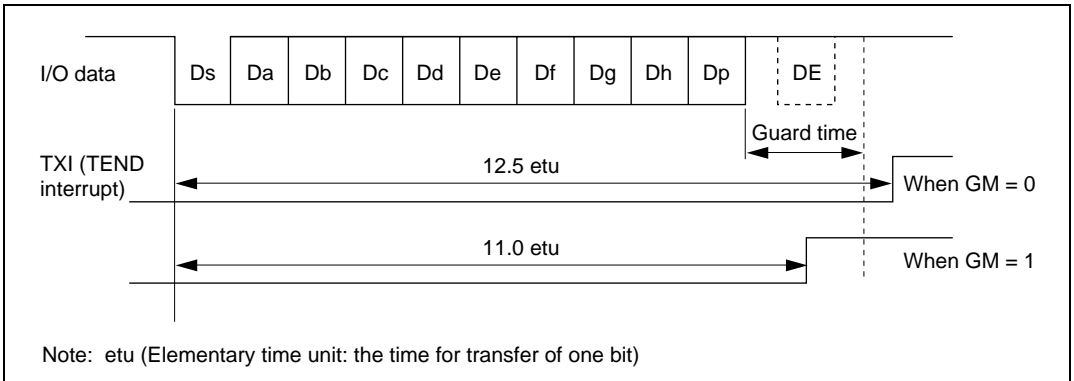 I/O data
Ds Da Db Dc Dd De Df Dg Dh Dp DE
Guard time
TXI (TEND
interrupt)
12.5 etu
When GM = 0
11.0 etu
When GM = 1
Note: etu (Elementary time unit: the time for transfer of one bit)